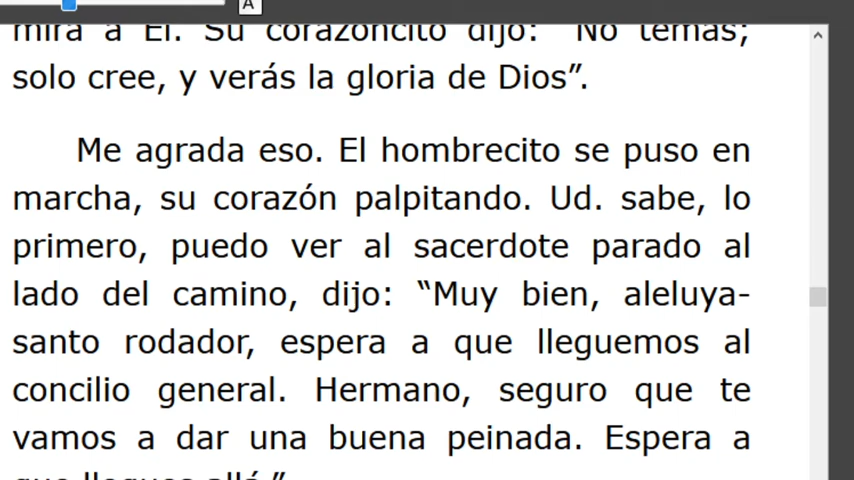 A
mira a Él. Su corazoncito dijo: “No temas;
solo cree, y verás la gloria de Dios”.
Me agrada eso. El hombrecito se puso en
marcha, su corazón palpitando. Ud. sabe, lo
primero, puedo ver al sacerdote parado al
lado del camino, dijo: “Muy bien, aleluya-
santo rodador, espera a que lleguemos al
concilio general. Hermano, seguro que te
vamos a dar una buena peinada. Espera a
que llegues allá.”